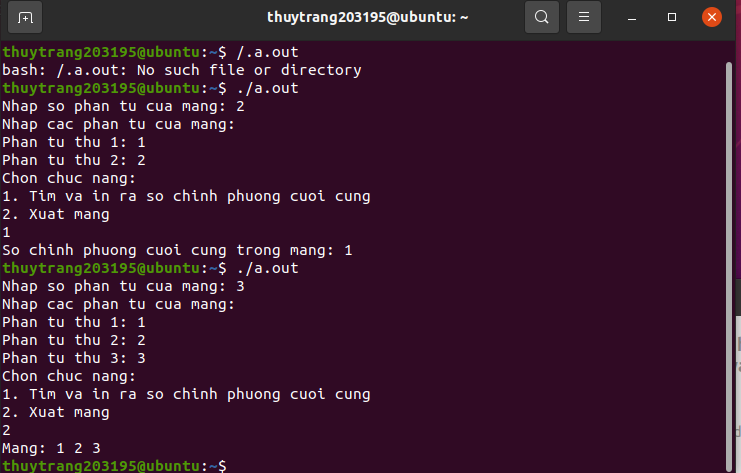 thuytrang203195@ubuntu: ~
thuytrang203195@ubuntu:~$ /.a.out
bash: /.a.out: No such file or directory
thuytrang203195@ubuntu:~$ ./a.out
Nhap so phan tu cua mang: 2
Nhap cac phan tu cua mang:
Phan tu thu 1: 1
Phan tu thu 2: 2
Chon chuc nang:
1. Tim va in ra so chinh phuong cuoi cung
2. Xuat mang
1
So chinh phuong cuoi cung trong mang: 1
thuytrang203195@ubuntu:~$ ./a.out
Nhap so phan tu cua mang: 3
Nhap cac phan tu cua mang:
Phan tu thu 1: 1
Phan tu thu 2: 2
Phan tu thu 3: 3
Chon chuc nang:
1. Tim va in ra so chinh phuong cuoi cung
2. Xuat mang
2
Mang: 1 2 3
thuytrang203195@ubuntu:~$